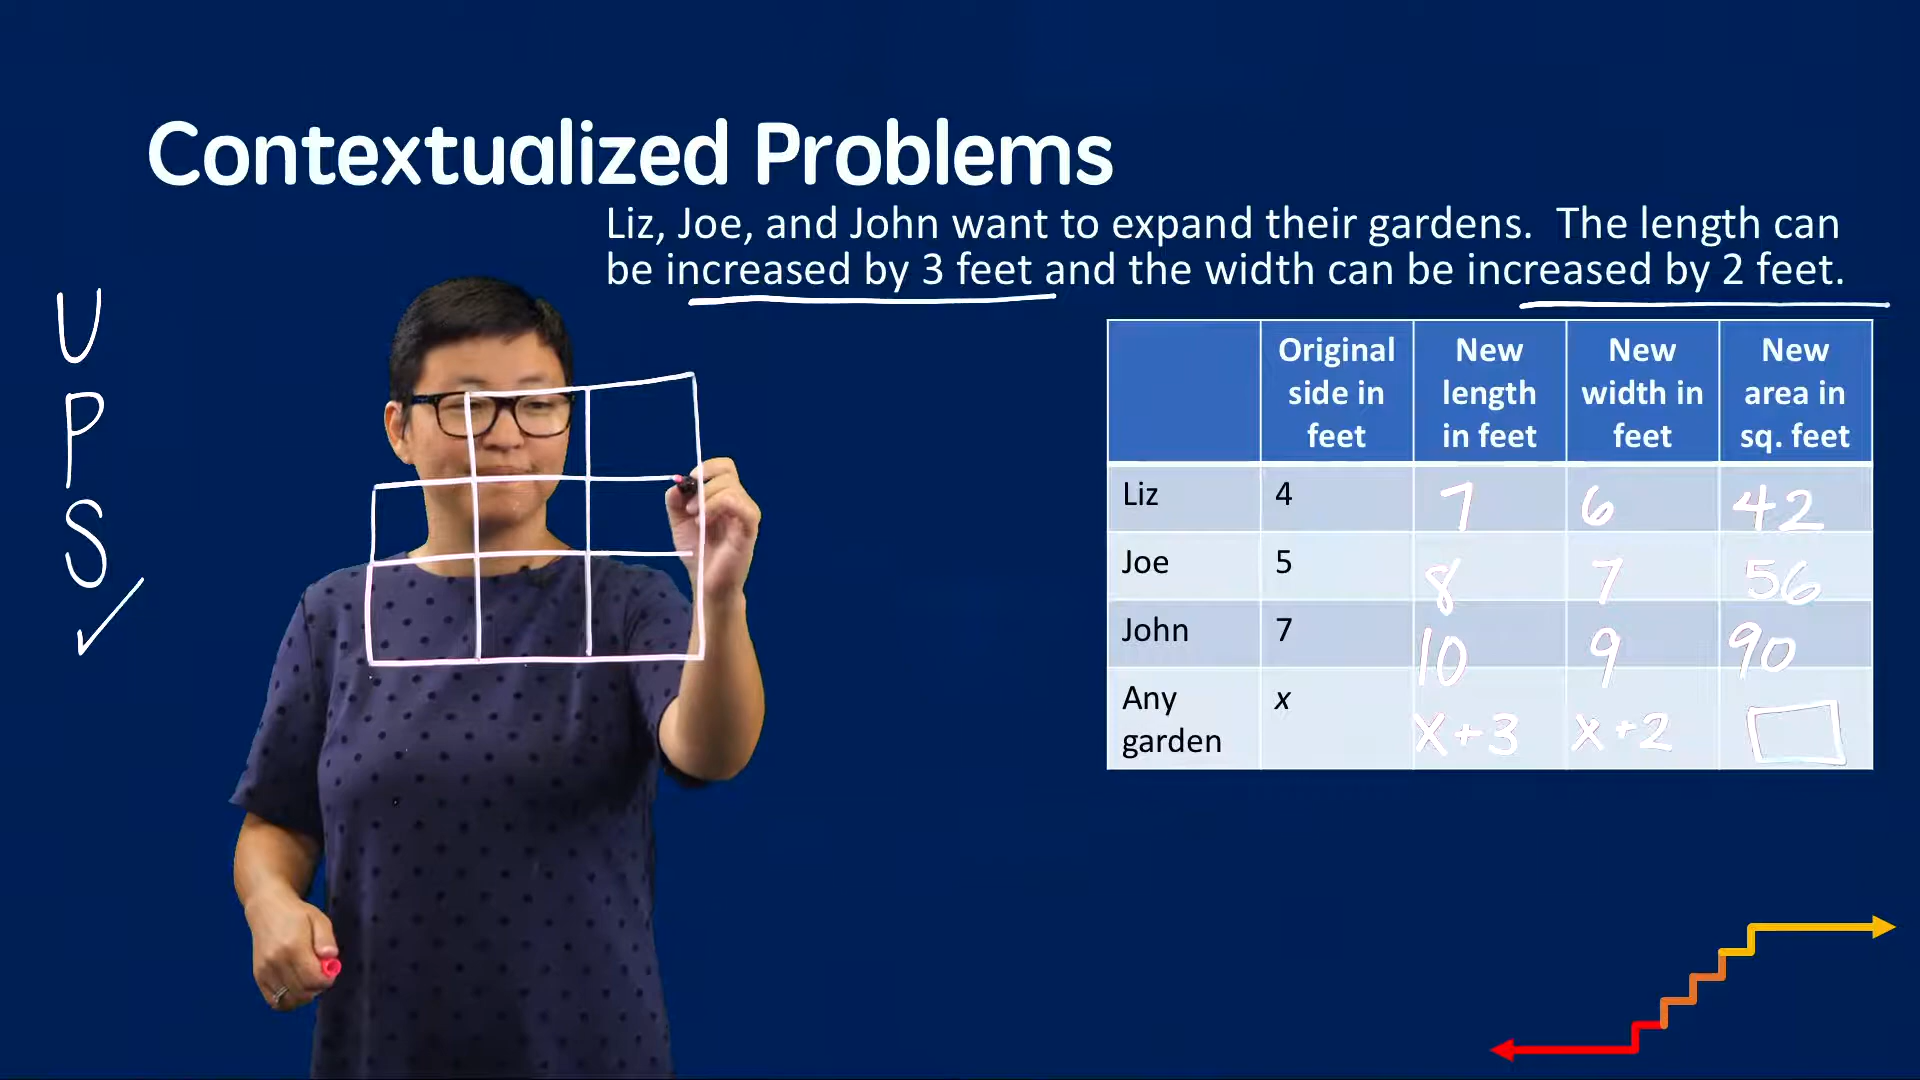 Contextualized Problems
Liz, Joe, and John want to expand their gardens. The length can
be increased by 3 feet and the width can be increased by 2 feet.
U
P
S
✓
Original side in feet New length in feet New width in feet New area in sq. feet
Liz 4 7 6 42
Joe 5 8 7 56
John 7 10 9 90
Any garden x x+3 x+2